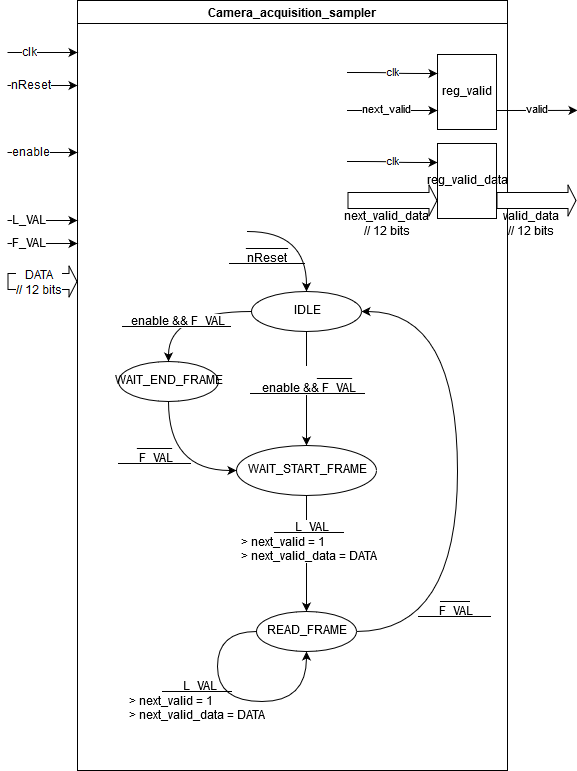 Camera_acquisition_sampler
clk
nReset
enable
L_VAL
F_VAL
DATA
// 12 bits
clk
reg_valid
next_valid
valid
clk
reg_valid_data
next_valid_data
// 12 bits
valid_data
// 12 bits
nReset
IDLE
enable && F_VAL
WAIT_END_FRAME
enable && F_VAL
F_VAL
WAIT_START_FRAME
L_VAL
> next_valid = 1
> next_valid_data = DATA
F_VAL
READ_FRAME
L_VAL
> next_valid = 1
> next_valid_data = DATA